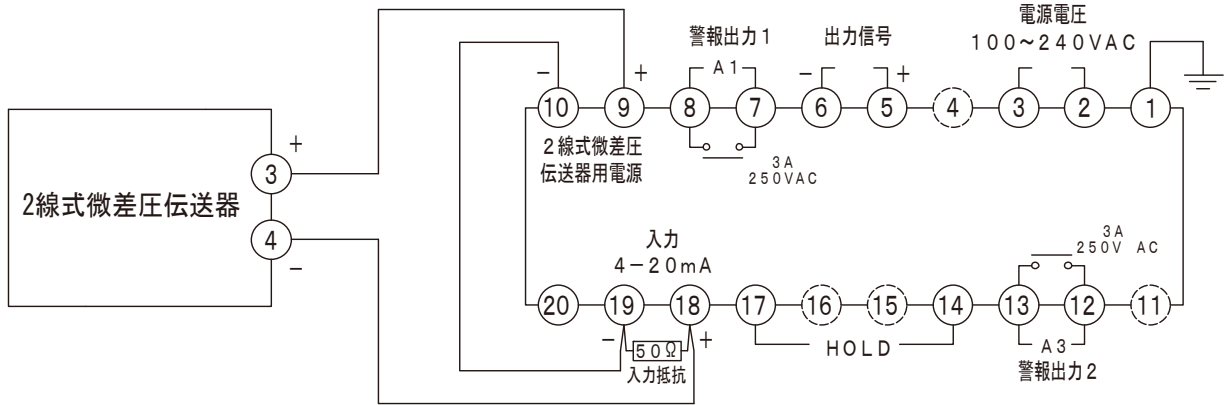 警報出力1
出力信号
電源電圧
100~240VAC
A1
- +
- +
10 9 8 7 6 5 4 3 2 1
2線式微差圧
伝送器用電源
3A
250VAC
2線式微差圧伝送器
+
3
4
-
入力
4-20mA
3A
250V AC
20 19 18 17 16 15 14 13 12 11
- 50Ω +
入力抵抗
HOLD
A3
警報出力2